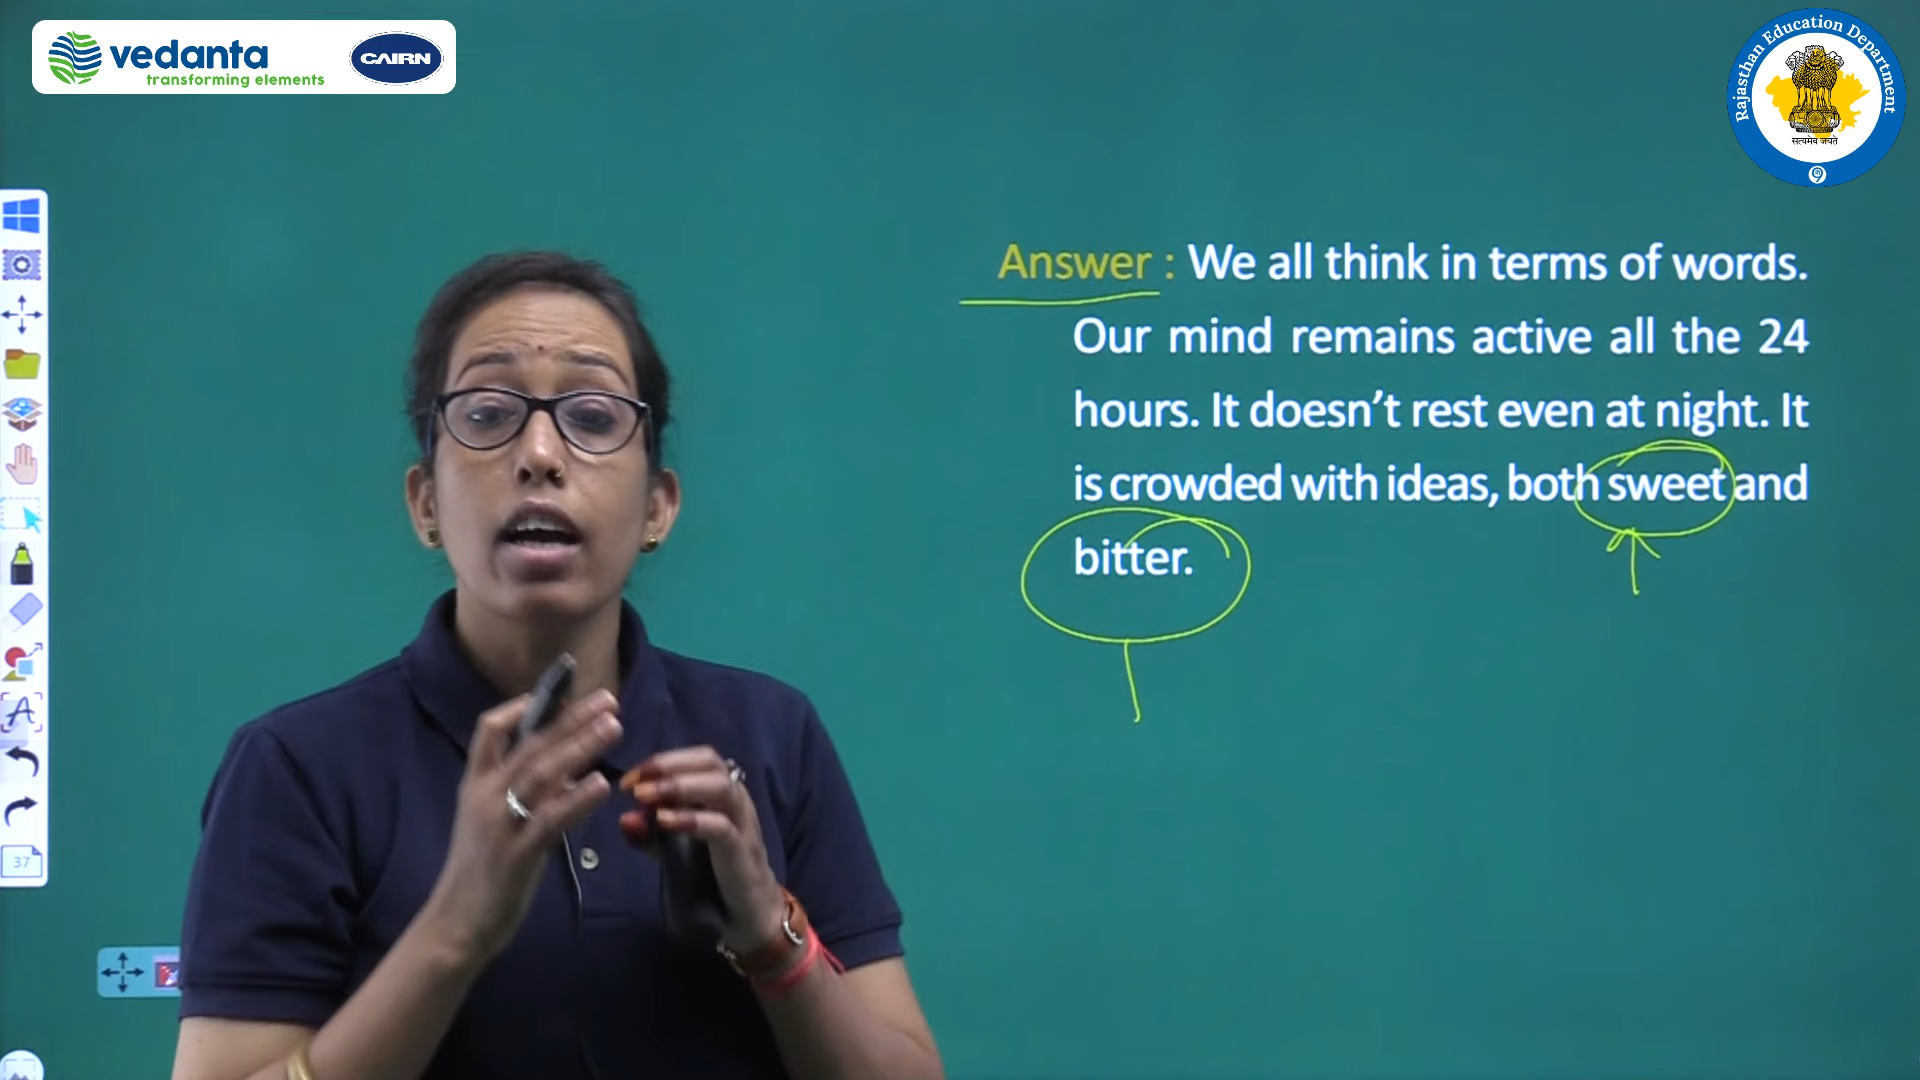 vedanta
transforming elements
CAIRN
Rajasthan Education Department
सत्यमेव जयते
Answer : We all think in terms of words.
Our mind remains active all the 24
hours. It doesn’t rest even at night. It
is crowded with ideas, both sweet and
bitter.
A
37